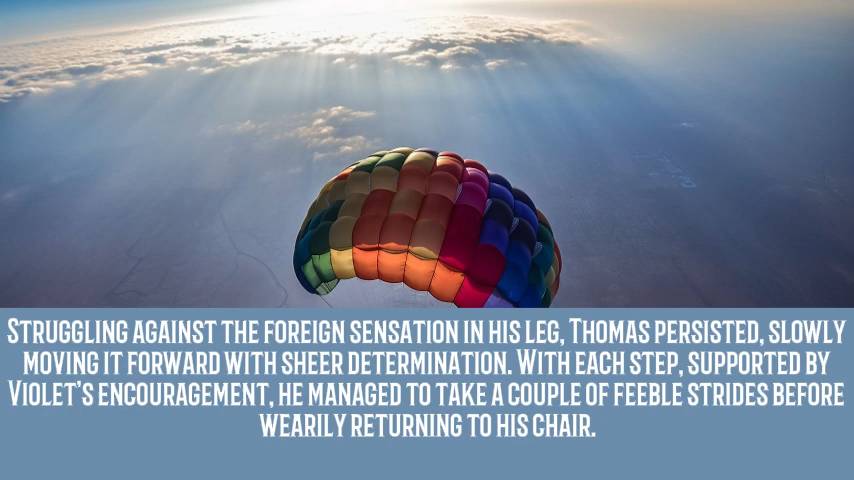 Struggling against the foreign sensation in his leg, Thomas persisted, slowly
moving it forward with sheer determination. With each step, supported by
Violet's encouragement, he managed to take a couple of feeble strides before
wearily returning to his chair.